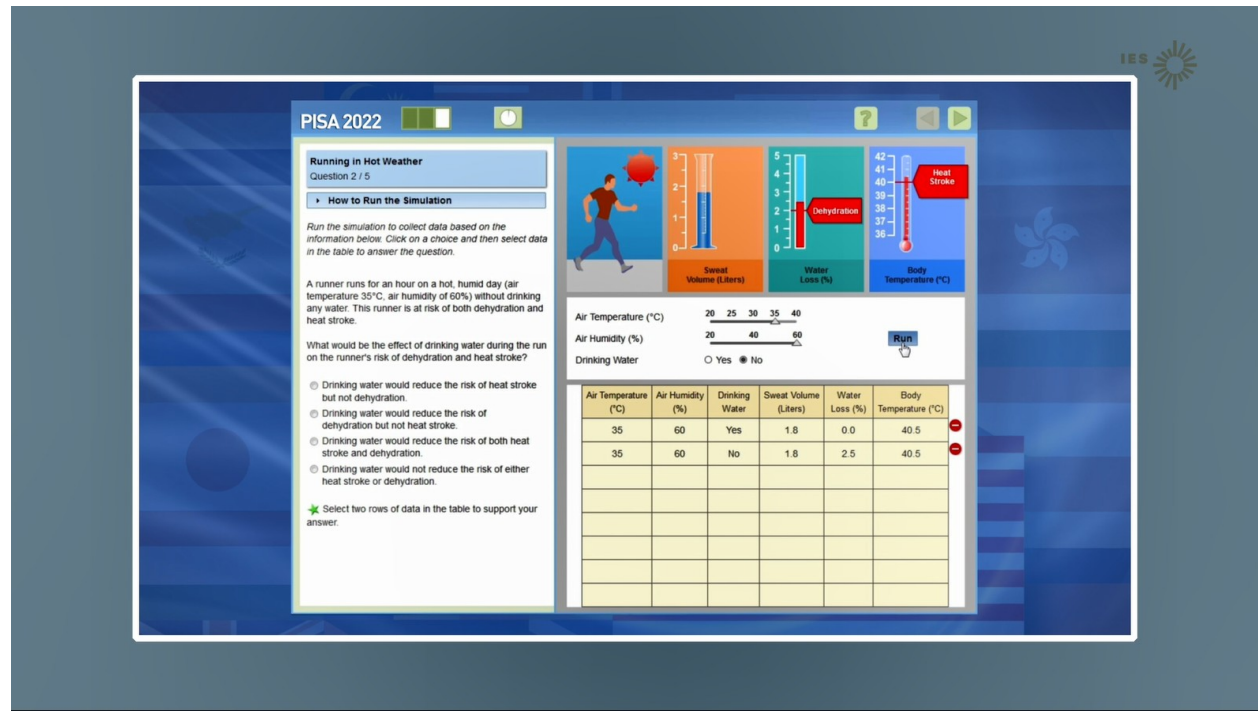 IES
PISA 2022
?
Running in Hot Weather
Question 2 / 5
How to Run the Simulation
Run the simulation to collect data based on the
information below. Click on a choice and then select data
in the table to answer the question.
A runner runs for an hour on a hot, humid day (air
temperature 35°C, air humidity of 60%) without drinking
any water. This runner is at risk of both dehydration and
heat stroke.
What would be the effect of drinking water during the run
on the runner's risk of dehydration and heat stroke?
Drinking water would reduce the risk of heat stroke
but not dehydration.
Drinking water would reduce the risk of
dehydration but not heat stroke.
Drinking water would reduce the risk of both heat
stroke and dehydration.
Drinking water would not reduce the risk of either
heat stroke or dehydration.
Select two rows of data in the table to support your
answer.
3
2
1
0
Sweat
Volume (Liters)
5
4
3
2
1
0
Dehydration
Water
Loss (%)
42
41
40
39
38
37
36
Heat
Stroke
Body
Temperature (°C)
Air Temperature (°C) 20 25 30 35 40
Air Humidity (%) 20 40 60
Drinking Water Yes No
Run
Air Temperature (°C) Air Humidity (%) Drinking Water Sweat Volume (Liters) Water Loss (%) Body Temperature (°C)
35 60 Yes 1.8 0.0 40.5
35 60 No 1.8 2.5 40.5